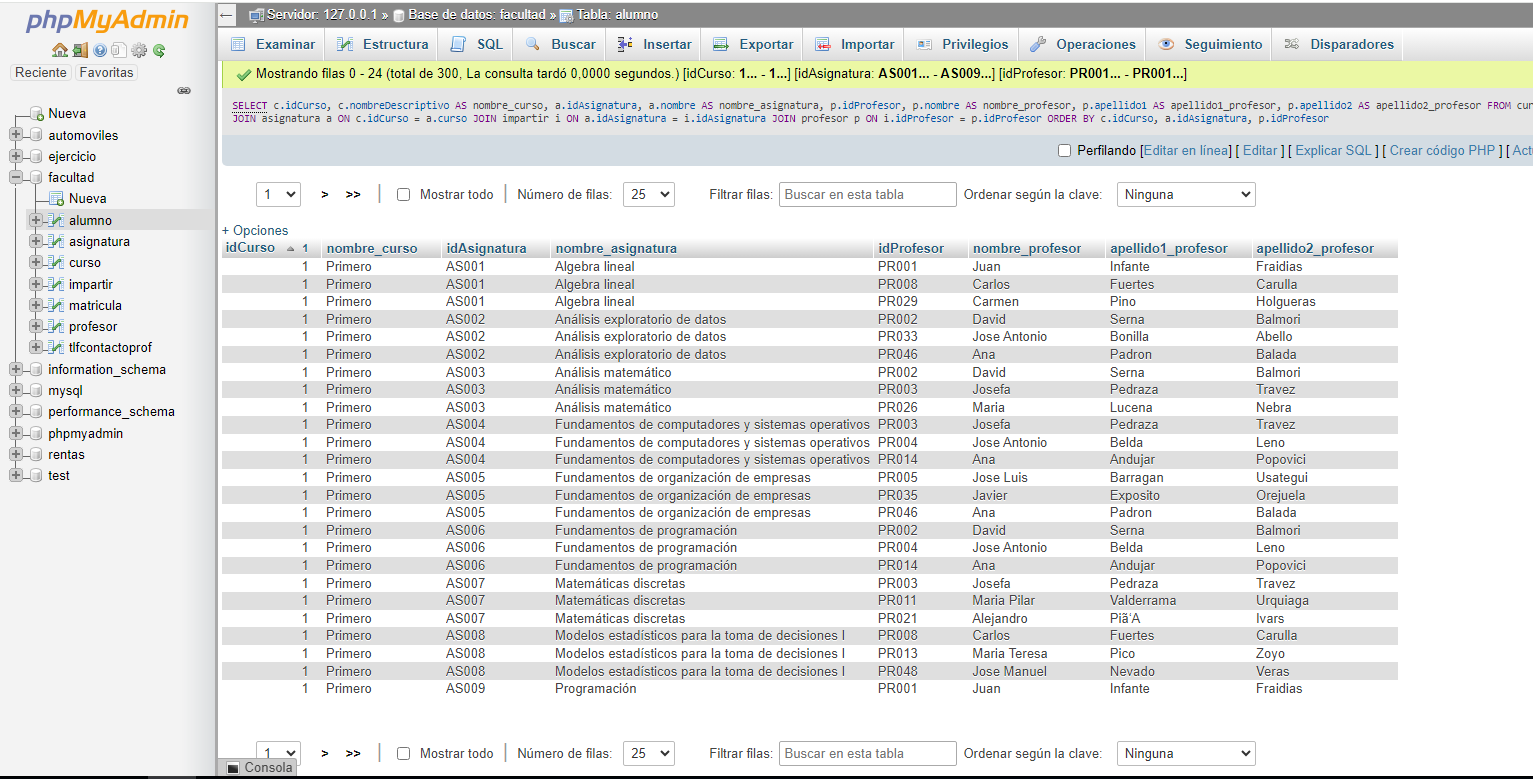 phpMyAdmin
Reciente Favoritas
Nueva
automoviles
ejercicio
facultad
Nueva
alumno
asignatura
curso
impartir
matricula
profesor
tlfcontactoprof
information_schema
mysql
performance_schema
phpmyadmin
rentas
test
← Servidor: 127.0.0.1 » Base de datos: facultad » Tabla: alumno
Examinar Estructura SQL Buscar Insertar Exportar Importar Privilegios Operaciones Seguimiento Disparadores
Mostrando filas 0 - 24 (total de 300, La consulta tardó 0,0000 segundos.) [idCurso: 1... - 1...] [idAsignatura: AS001... - AS009...] [idProfesor: PR001... - PR001...]
SELECT c.idCurso, c.nombreDescriptivo AS nombre_curso, a.idAsignatura, a.nombre AS nombre_asignatura, p.idProfesor, p.nombre AS nombre_profesor, p.apellido1 AS apellido1_profesor, p.apellido2 AS apellido2_profesor FROM cur
JOIN asignatura a ON c.idCurso = a.curso JOIN impartir i ON a.idAsignatura = i.idAsignatura JOIN profesor p ON i.idProfesor = p.idProfesor ORDER BY c.idCurso, a.idAsignatura, p.idProfesor
Perfilando [Editar en línea] [ Editar ] [ Explicar SQL ] [ Crear código PHP ] [ Actu
1 > >> | Mostrar todo | Número de filas: 25 Filtrar filas: Buscar en esta tabla Ordenar según la clave: Ninguna
+ Opciones
idCurso 1 nombre_curso idAsignatura nombre_asignatura idProfesor nombre_profesor apellido1_profesor apellido2_profesor
1 Primero AS001 Algebra lineal PR001 Juan Infante Fraidias
1 Primero AS001 Algebra lineal PR008 Carlos Fuertes Carulla
1 Primero AS001 Algebra lineal PR029 Carmen Pino Holgueras
1 Primero AS002 Análisis exploratorio de datos PR002 David Serna Balmori
1 Primero AS002 Análisis exploratorio de datos PR033 Jose Antonio Bonilla Abello
1 Primero AS002 Análisis exploratorio de datos PR046 Ana Padron Balada
1 Primero AS003 Análisis matemático PR002 David Serna Balmori
1 Primero AS003 Análisis matemático PR003 Josefa Pedraza Travez
1 Primero AS003 Análisis matemático PR026 Maria Lucena Nebra
1 Primero AS004 Fundamentos de computadores y sistemas operativos PR003 Josefa Pedraza Travez
1 Primero AS004 Fundamentos de computadores y sistemas operativos PR004 Jose Antonio Belda Leno
1 Primero AS004 Fundamentos de computadores y sistemas operativos PR014 Ana Andujar Popovici
1 Primero AS005 Fundamentos de organización de empresas PR005 Jose Luis Barragan Usategui
1 Primero AS005 Fundamentos de organización de empresas PR035 Javier Exposito Orejuela
1 Primero AS005 Fundamentos de organización de empresas PR046 Ana Padron Balada
1 Primero AS006 Fundamentos de programación PR002 David Serna Balmori
1 Primero AS006 Fundamentos de programación PR004 Jose Antonio Belda Leno
1 Primero AS006 Fundamentos de programación PR014 Ana Andujar Popovici
1 Primero AS007 Matemáticas discretas PR003 Josefa Pedraza Travez
1 Primero AS007 Matemáticas discretas PR011 Maria Pilar Valderrama Urquiaga
1 Primero AS007 Matemáticas discretas PR021 Alejandro Piã‘A Ivars
1 Primero AS008 Modelos estadísticos para la toma de decisiones I PR008 Carlos Fuertes Carulla
1 Primero AS008 Modelos estadísticos para la toma de decisiones I PR013 Maria Teresa Pico Zoyo
1 Primero AS008 Modelos estadísticos para la toma de decisiones I PR048 Jose Manuel Nevado Veras
1 Primero AS009 Programación PR001 Juan Infante Fraidias
1 > >> | Mostrar todo | Número de filas: 25 Filtrar filas: Buscar en esta tabla Ordenar según la clave: Ninguna
Consola